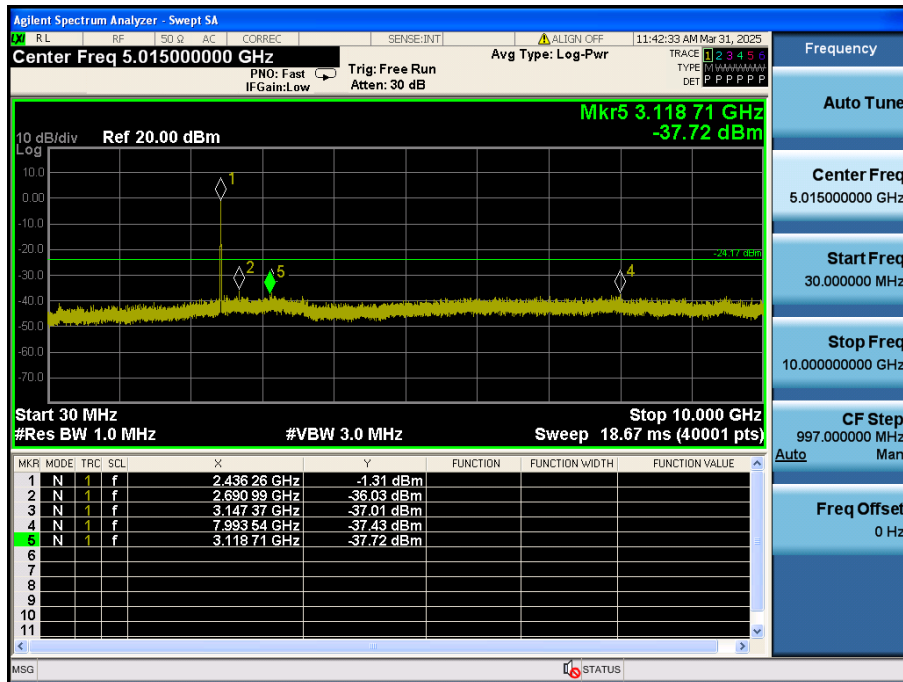 Agilent Spectrum Analyzer - Swept SA
LXI RL RF 50 Ω AC CORREC SENSE:INT ALIGN OFF 11:42:33 AM Mar 31, 2025
Center Freq 5.015000000 GHz
PNO: Fast
IFGain:Low
Trig: Free Run
Atten: 30 dB
Avg Type: Log-Pwr
TRACE 1 2 3 4 5 6
TYPE M W W W W W
DET P P P P P P
Mkr5 3.118 71 GHz
-37.72 dBm
10 dB/div Ref 20.00 dBm
Log
10.0
0.00
-10.0
-20.0
-30.0
-40.0
-50.0
-60.0
-70.0
1
2
5
4
-24.17 dBm
Start 30 MHz Stop 10.000 GHz
#Res BW 1.0 MHz #VBW 3.0 MHz Sweep 18.67 ms (40001 pts)
MKR MODE TRC SCL X Y FUNCTION FUNCTION WIDTH FUNCTION VALUE
1 N 1 f 2.436 26 GHz -1.31 dBm
2 N 1 f 2.690 99 GHz -36.03 dBm
3 N 1 f 3.147 37 GHz -37.01 dBm
4 N 1 f 7.993 54 GHz -37.43 dBm
5 N 1 f 3.118 71 GHz -37.72 dBm
6
7
8
9
10
11
MSG STATUS
Frequency
Auto Tune
Center Freq
5.015000000 GHz
Start Freq
30.000000 MHz
Stop Freq
10.000000000 GHz
CF Step
997.000000 MHz
Auto Man
Freq Offset
0 Hz